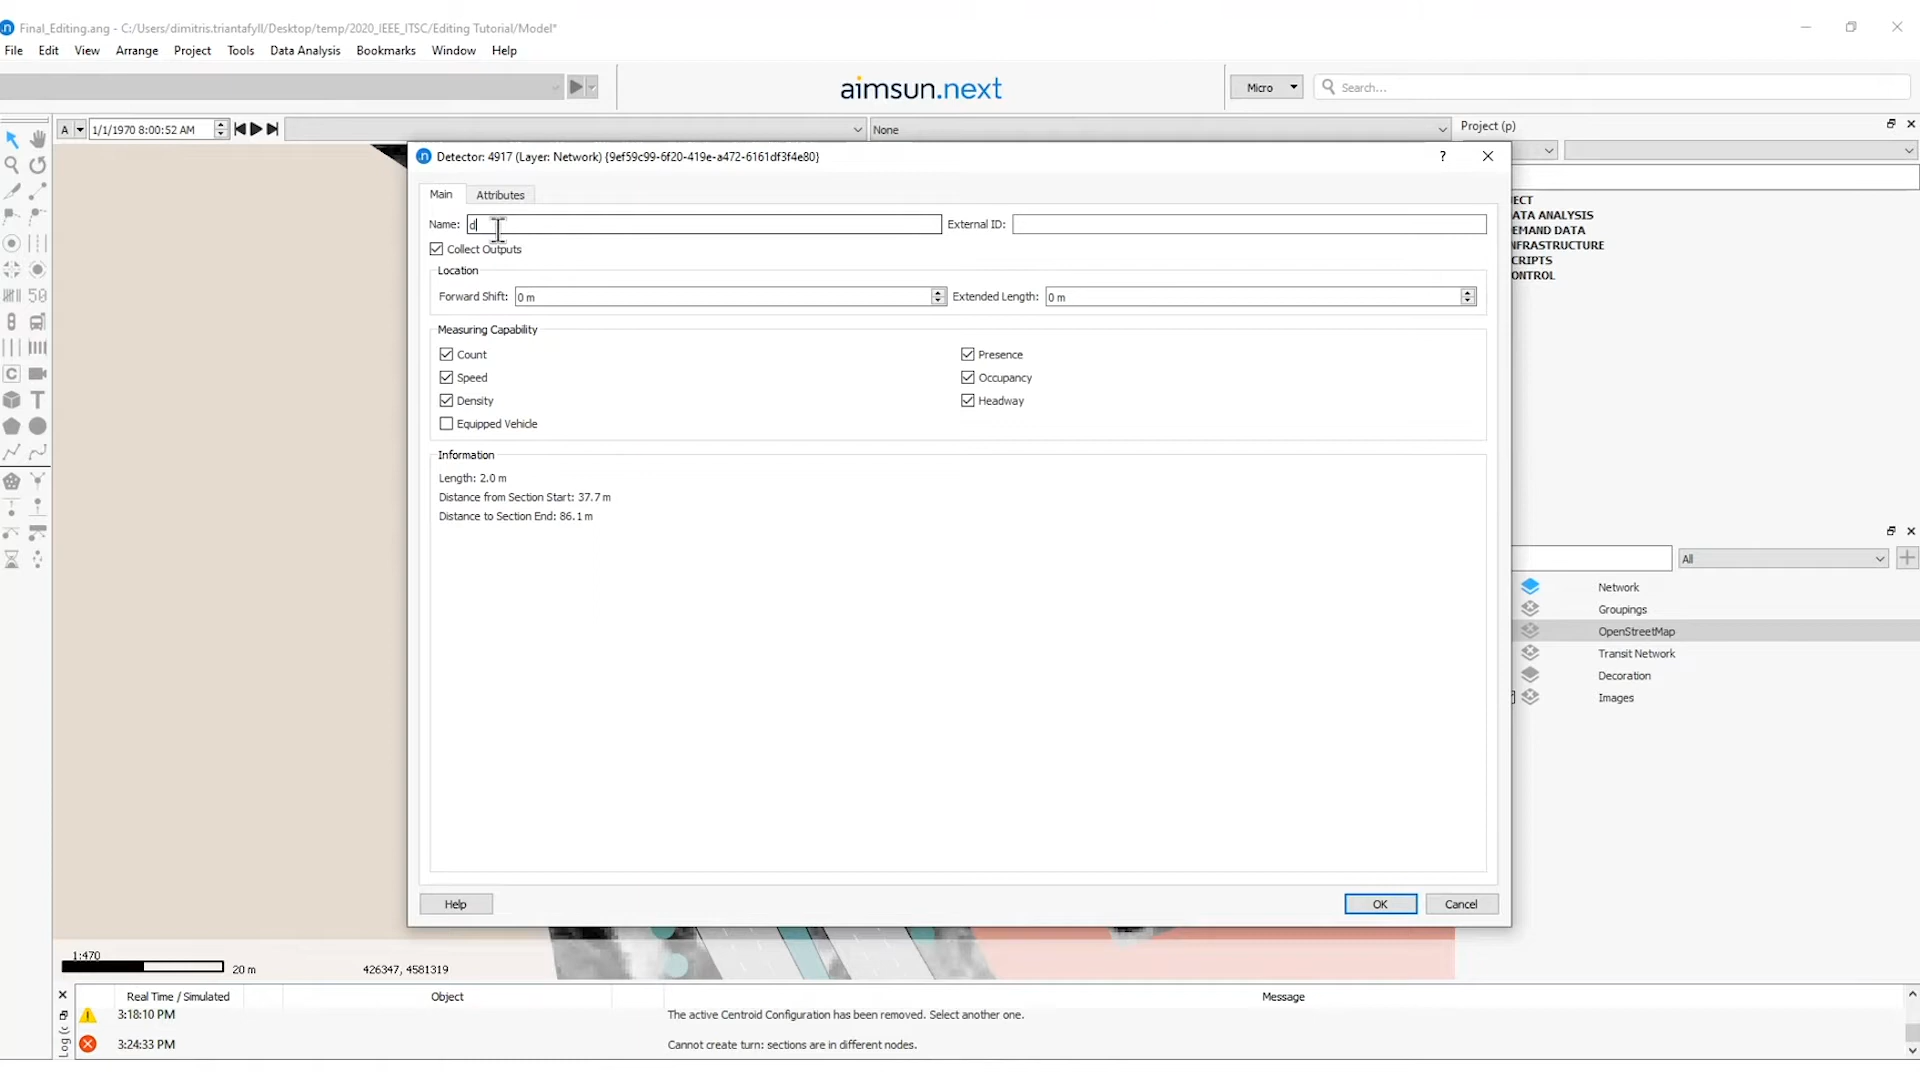 Final_Editing.ang - C:/Users/dimitris.triantafyll/Desktop/temp/2020_IEEE_ITSC/Editing Tutorial/Model*
File Edit View Arrange Project Tools Data Analysis Bookmarks Window Help
aimsun.next
Micro
Search...
A 1/1/1970 8:00:52 AM
None
Project (p)
Detector: 4917 (Layer: Network) {9ef59c99-6f20-419e-a472-6161df3f4e80}
?
Main Attributes
Name: d
External ID:
Collect Outputs
Location
Forward Shift: 0 m
Extended Length: 0 m
Measuring Capability
Count
Presence
Speed
Occupancy
Density
Headway
Equipped Vehicle
Information
Length: 2.0 m
Distance from Section Start: 37.7 m
Distance to Section End: 86.1 m
Help OK Cancel
ECT
ATA ANALYSIS
EMAND DATA
NFRASTRUCTURE
CRIPTS
ONTROL
50
C
T
All
Network
Groupings
OpenStreetMap
Transit Network
Decoration
Images
1:470
20 m
426347, 4581319
Real Time / Simulated Object Message
3:18:10 PM The active Centroid Configuration has been removed. Select another one.
3:24:33 PM Cannot create turn: sections are in different nodes.
Log (c